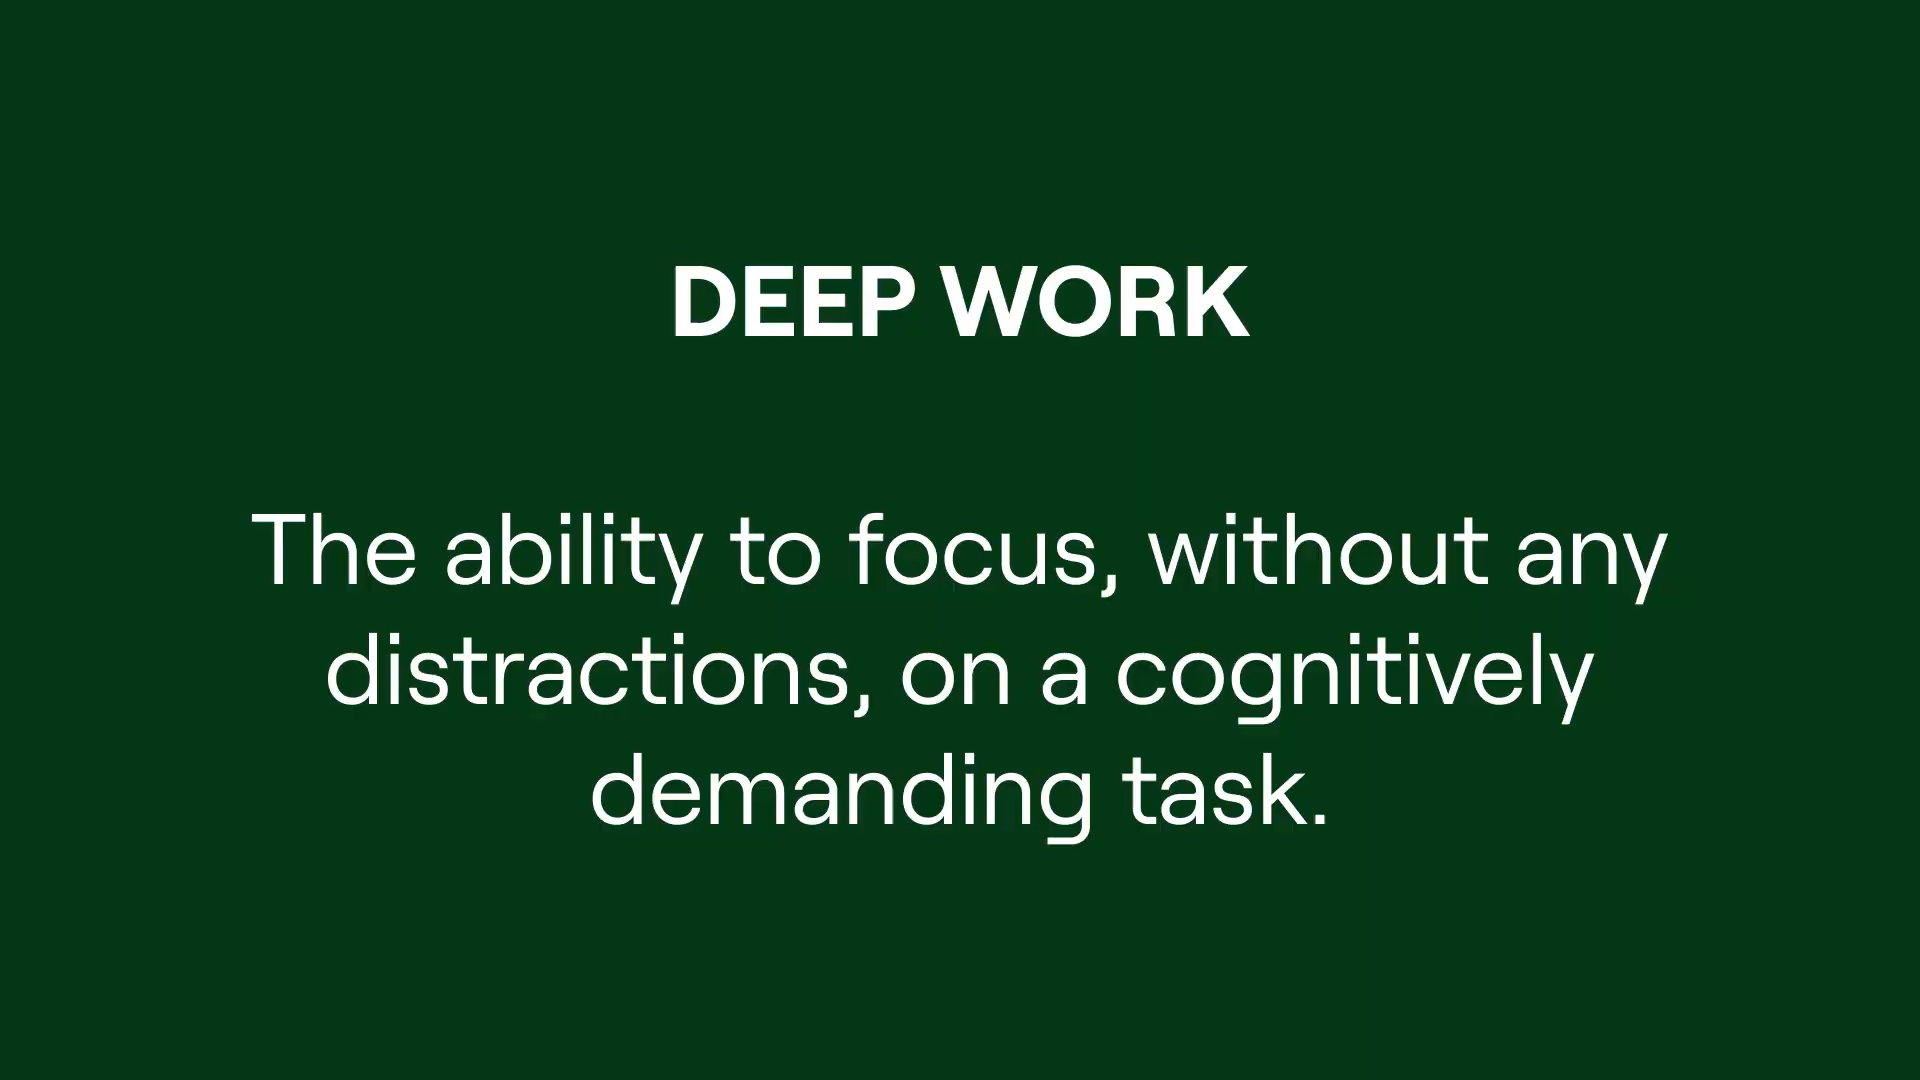 DEEP WORK
The ability to focus, without any
distractions, on a cognitively
demanding task.